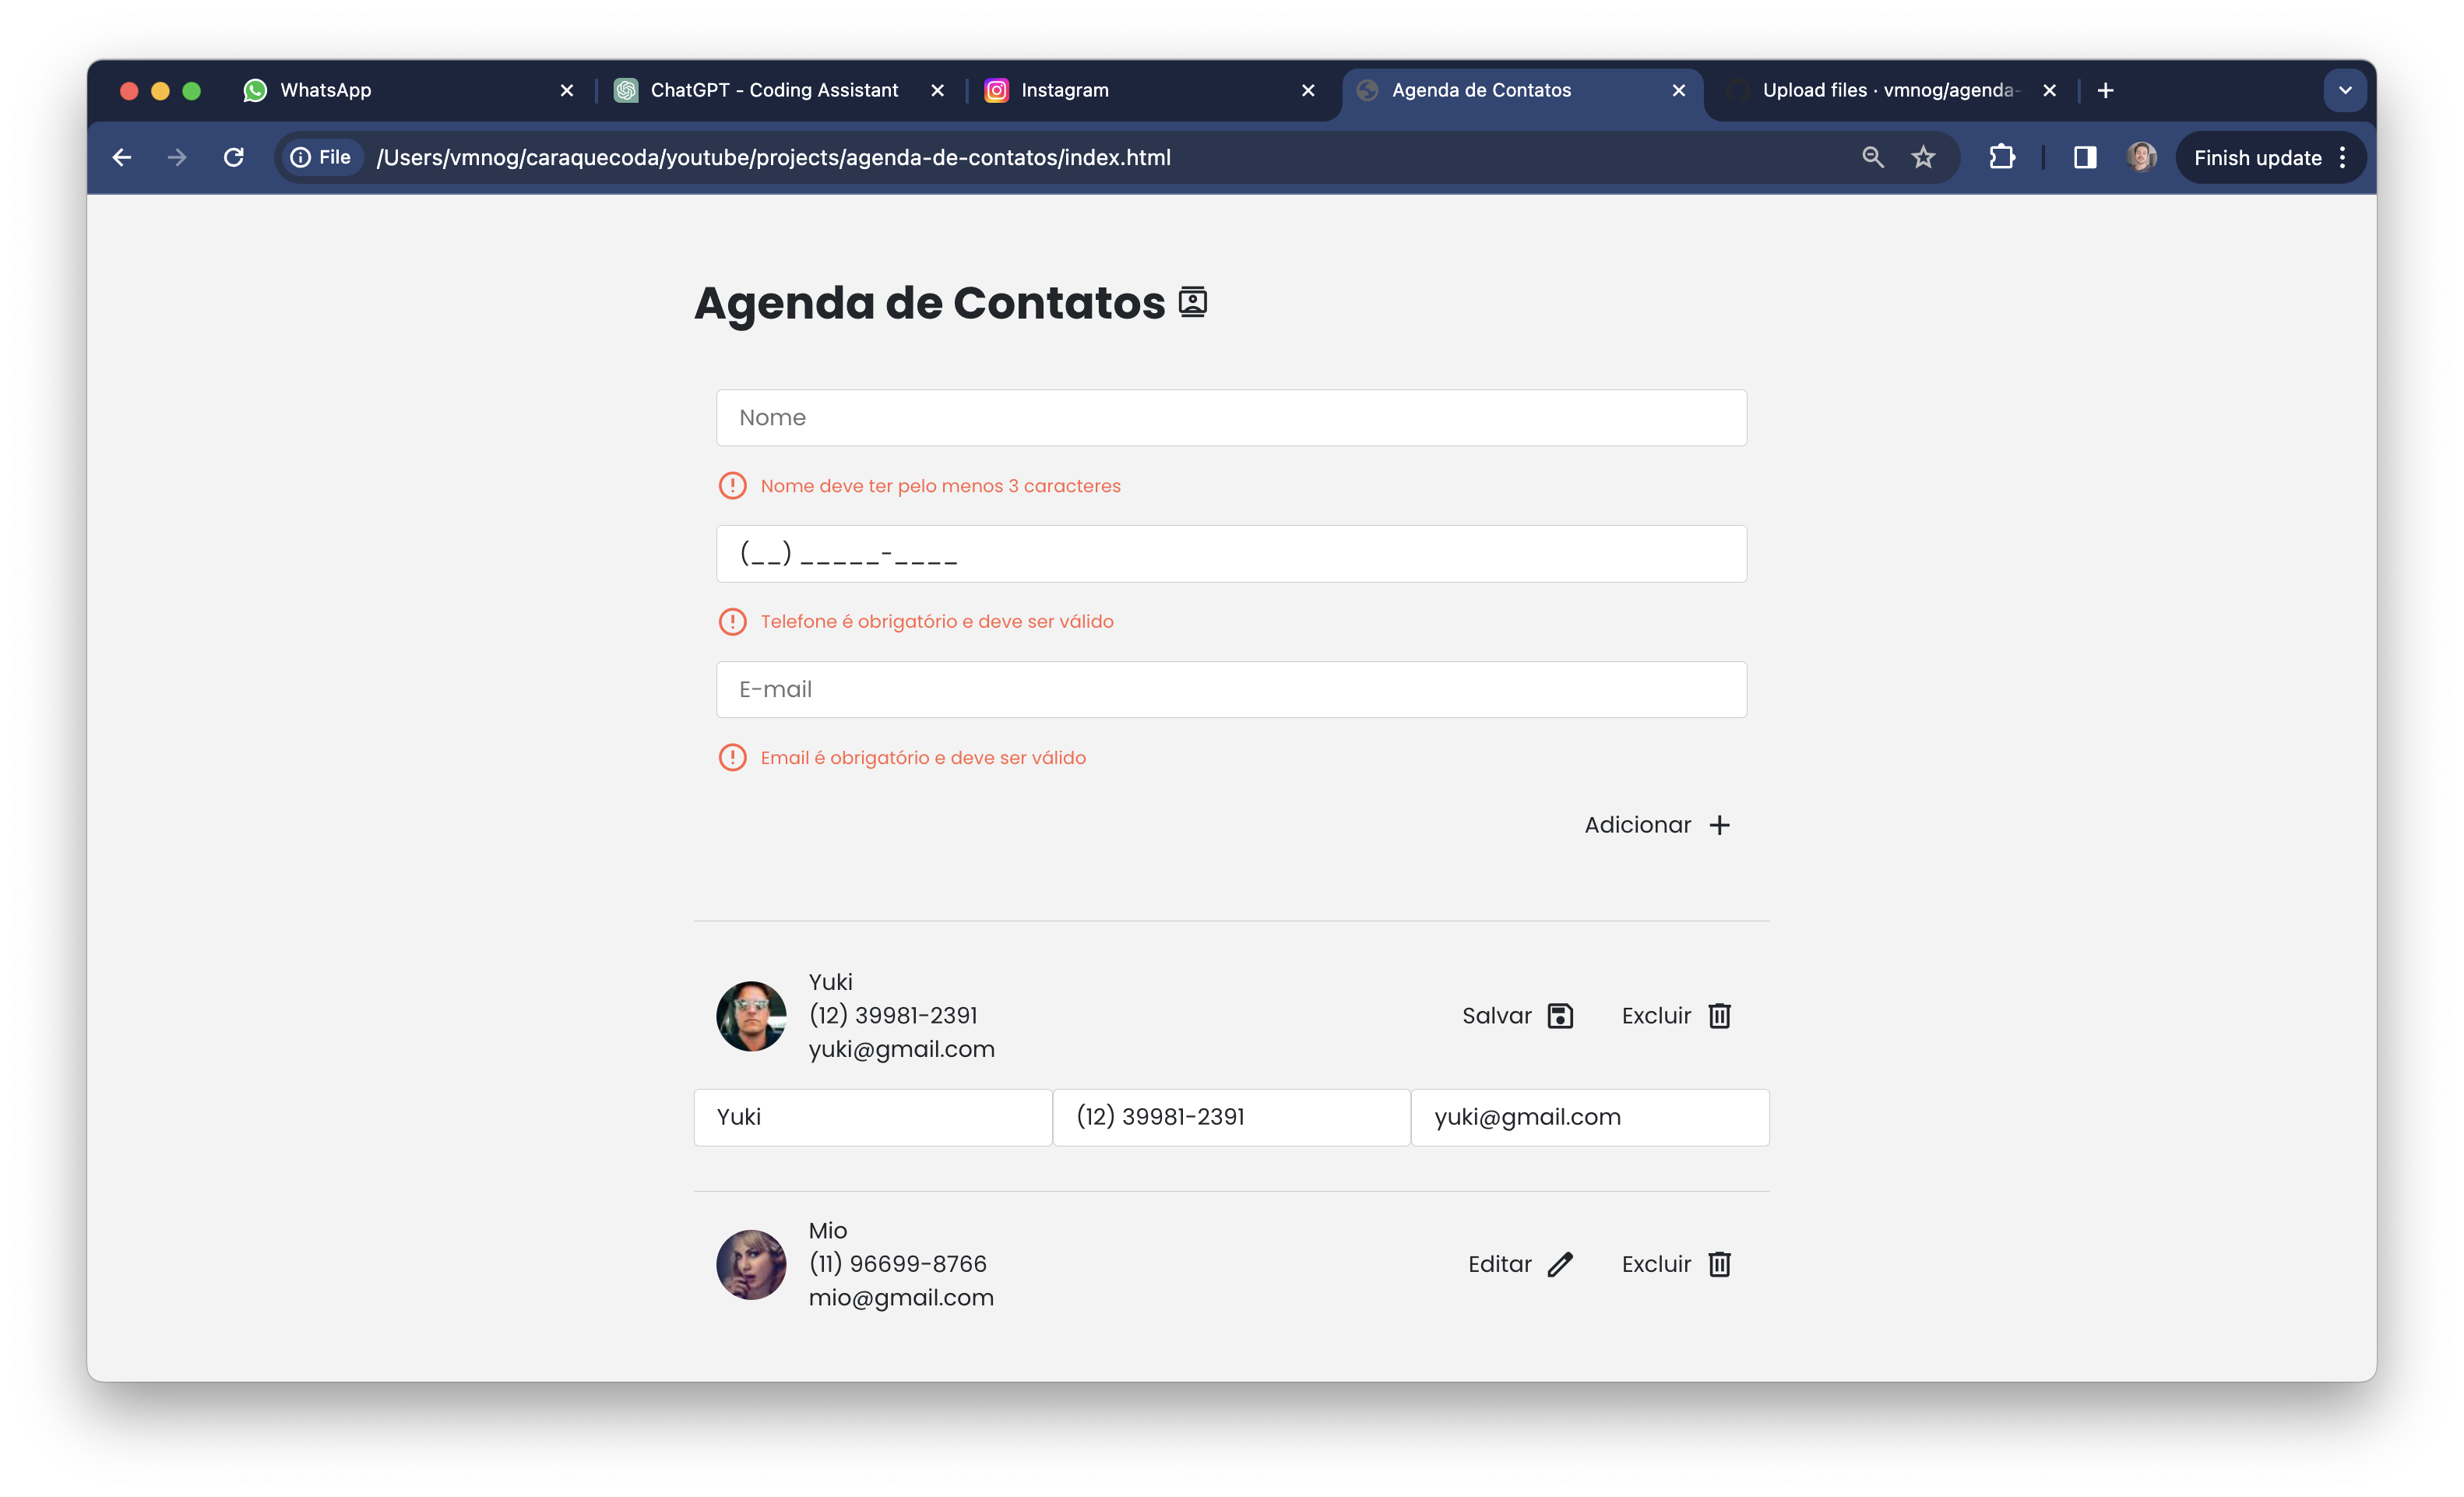 WhatsApp
ChatGPT - Coding Assistant
Instagram
Agenda de Contatos
Upload files · vmnog/agenda-
File /Users/vmnog/caraquecoda/youtube/projects/agenda-de-contatos/index.html
Finish update
Agenda de Contatos
Nome
Nome deve ter pelo menos 3 caracteres
(__) _____-____
Telefone é obrigatório e deve ser válido
E-mail
Email é obrigatório e deve ser válido
Adicionar
Yuki
(12) 39981-2391
yuki@gmail.com
Salvar
Excluir
Yuki
(12) 39981-2391
yuki@gmail.com
Mio
(11) 96699-8766
mio@gmail.com
Editar
Excluir